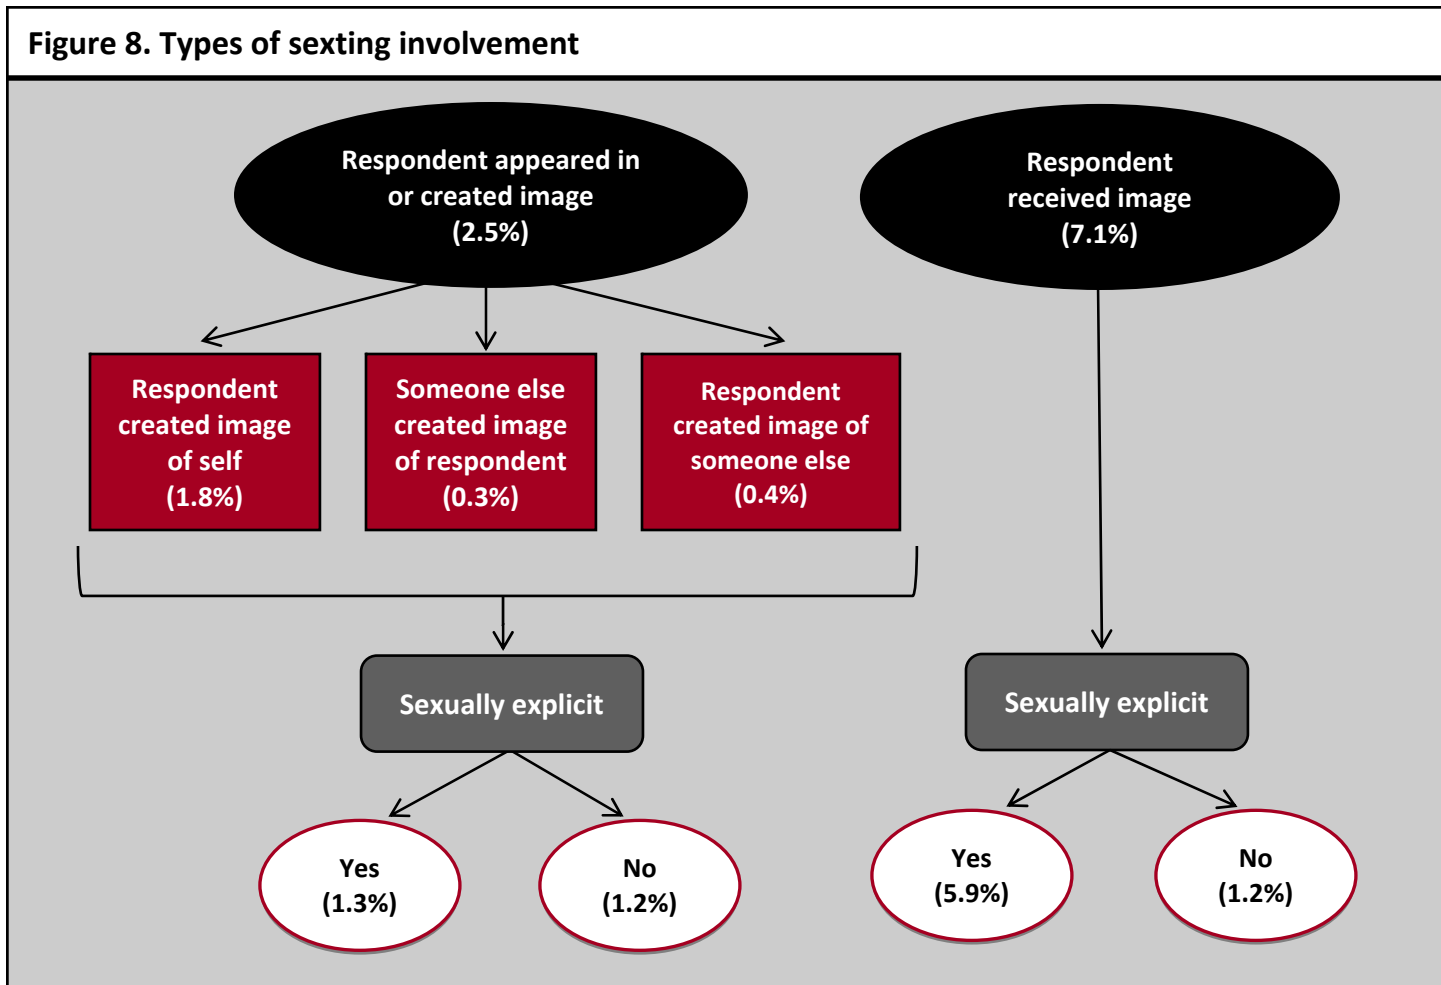 Figure 8. Types of sexting involvement
Respondent appeared in
or created image
(2.5%)
Respondent
received image
(7.1%)
Respondent
created image
of self
(1.8%)
Someone else
created image
of respondent
(0.3%)
Respondent
created image of
someone else
(0.4%)
Sexually explicit
Sexually explicit
Yes
(1.3%)
No
(1.2%)
Yes
(5.9%)
No
(1.2%)